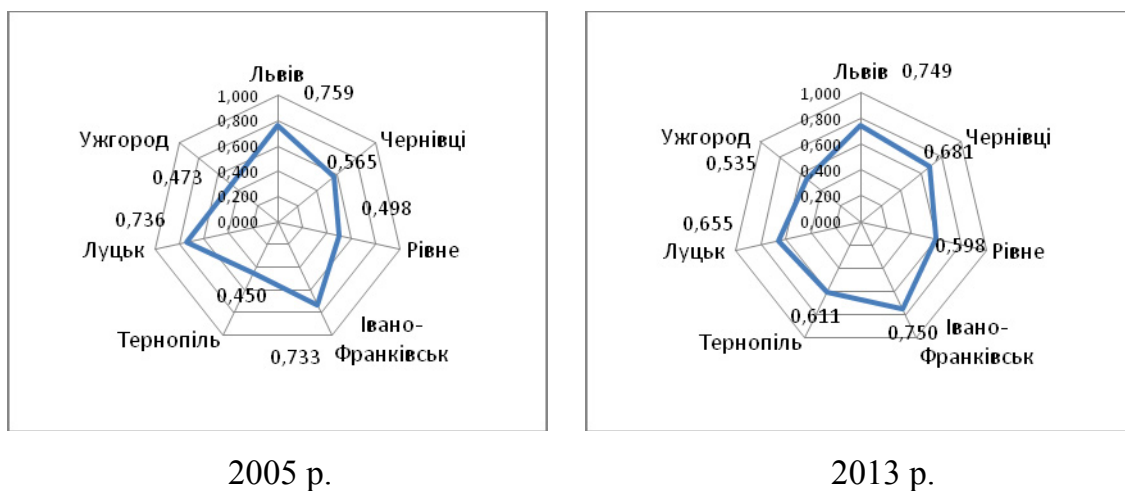 Львів
0,759
1,000
0,800
0,600
0,400
0,200
0,000
Чернівці
0,565
0,498
Рівне
Івано-
Франківськ
0,733
0,450
Тернопіль
Луцьк
0,736
0,473
Ужгород
2005 р.
Львів 0,749
1,000
0,800
0,600
0,400
0,200
0,000
Чернівці
0,681
0,598
Рівне
0,750
Івано-
Франківськ
0,611
Тернопіль
Луцьк
0,655
0,535
Ужгород
2013 р.